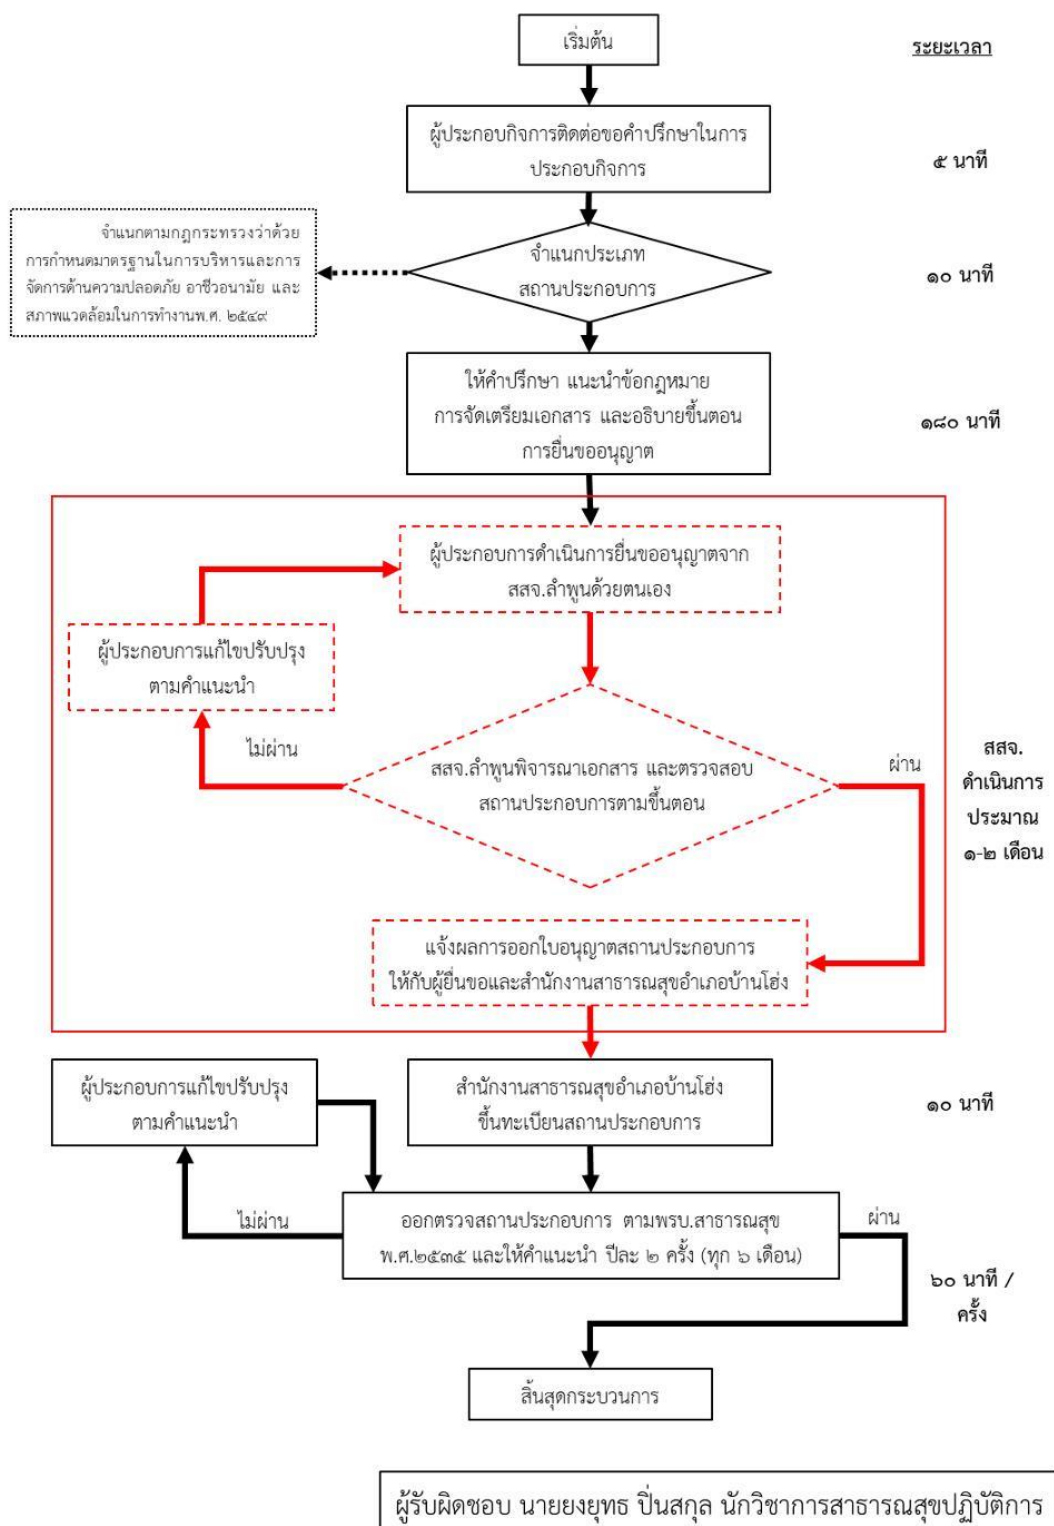 เริ่มต้น
ระยะเวลา
ผู้ประกอบกิจการติดต่อขอคำปรึกษาในการ
ประกอบกิจการ
๕ นาที
จำแนกตามกฎกระทรวงว่าด้วย
การกำหนดมาตรฐานในการบริหารและการ
จัดการด้านความปลอดภัย อาชีวอนามัย และ
สภาพแวดล้อมในการทำงานพ.ศ. ๒๕๔๙
จำแนกประเภท
สถานประกอบการ
๑๐ นาที
ให้คำปรึกษา แนะนำข้อกฎหมาย
การจัดเตรียมเอกสาร และอธิบายขึ้นตอน
การยื่นขออนุญาต
๑๘๐ นาที
ผู้ประกอบการดำเนินการยื่นขออนุญาตจาก
สสจ.ลำพูนด้วยตนเอง
ผู้ประกอบการแก้ไขปรับปรุง
ตามคำแนะนำ
ไม่ผ่าน
สสจ.ลำพูนพิจารณาเอกสาร และตรวจสอบ
สถานประกอบการตามขึ้นตอน
ผ่าน
สสจ.
ดำเนินการ
ประมาณ
๑-๒ เดือน
แจ้งผลการออกใบอนุญาตสถานประกอบการ
ให้กับผู้ยื่นขอและสำนักงานสาธารณสุขอำเภอบ้านโฮ่ง
ผู้ประกอบการแก้ไขปรับปรุง
ตามคำแนะนำ
สำนักงานสาธารณสุขอำเภอบ้านโฮ่ง
ขึ้นทะเบียนสถานประกอบการ
๑๐ นาที
ไม่ผ่าน
ออกตรวจสถานประกอบการ ตามพรบ.สาธารณสุข
พ.ศ.๒๕๓๕ และให้คำแนะนำ ปีละ ๒ ครั้ง (ทุก ๖ เดือน)
ผ่าน
๖๐ นาที /
ครั้ง
สิ้นสุดกระบวนการ
ผู้รับผิดชอบ นายยงยุทธ ปิ่นสกุล นักวิชาการสาธารณสุขปฏิบัติการ